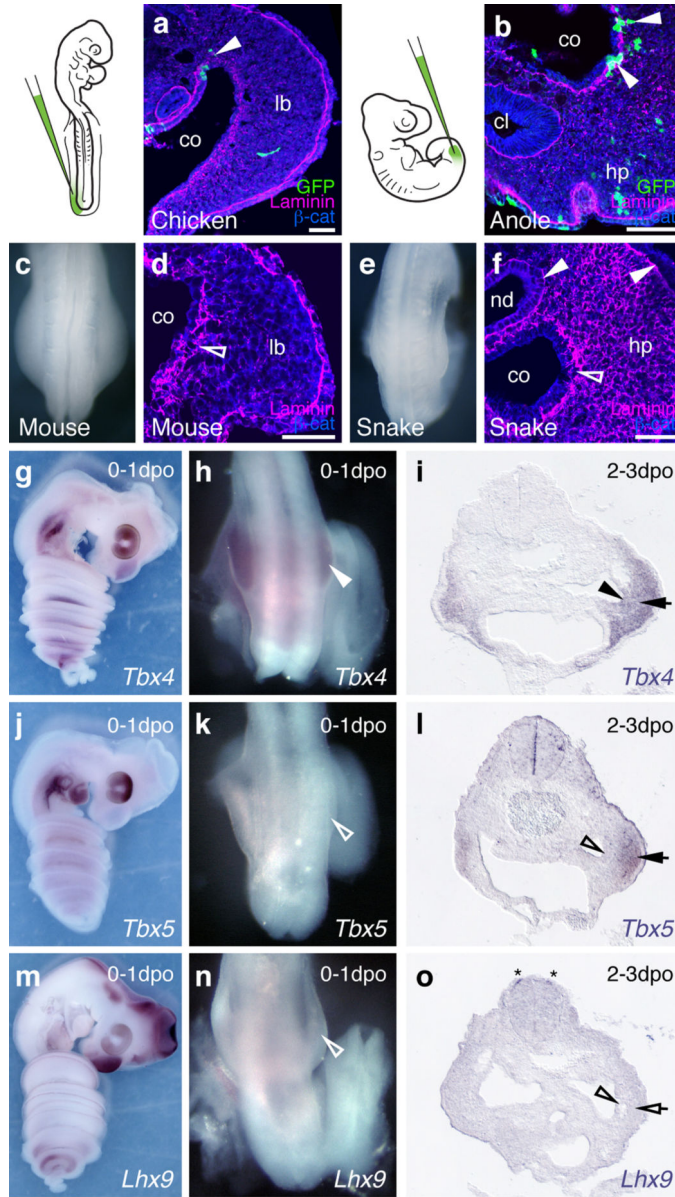 a
co
lb
GFP
Laminin
β-cat
Chicken
b
co
cl
hp
GFP
Laminin
β-cat
Anole
c
Mouse
d
co
lb
Laminin
β-cat
Mouse
e
Snake
f
nd
co
hp
Laminin
β-cat
Snake
g
0-1dpo
Tbx4
h
0-1dpo
Tbx4
i
2-3dpo
Tbx4
j
0-1dpo
Tbx5
k
0-1dpo
Tbx5
l
2-3dpo
Tbx5
m
0-1dpo
Lhx9
n
0-1dpo
Lhx9
o
* *
2-3dpo
Lhx9